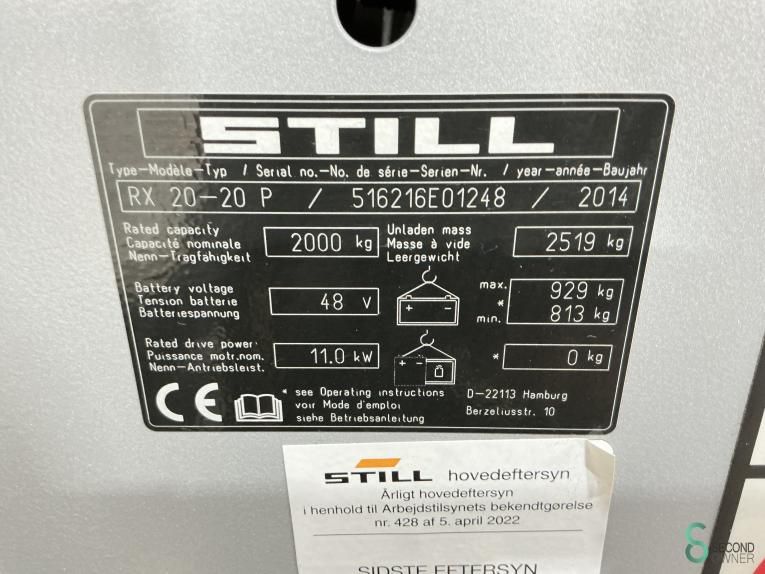 STILL
Type-Modèle-Typ / Serial no.-No. de série-Serien-Nr. / year-année-Baujahr
RX 20-20 P / 516216E01248 / 2014
Rated capacity
Capacité nominale
Nenn-Tragfähigkeit
2000 kg
Unladen mass
Masse à vide
Leergewicht
2519 kg
Battery voltage
Tension batterie
Batteriespannung
48 V
+ -
max. 929 kg
*
min. 813 kg
Rated drive power
Puissance motr.nom.
Nenn-Antriebsleist.
11.0 kW
+ -
* 0 kg
CE
* see Operating instructions
voir Mode d'emploi
siehe Betriebsanleitung
D-22113 Hamburg
Berzeliusstr. 10
STILL hovedeftersyn
Årligt hovedeftersyn
i henhold til Arbejdstilsynets bekendtgørelse
nr. 428 af 5. april 2022
SIDSTE EFTERSYN
SECOND
OWNER